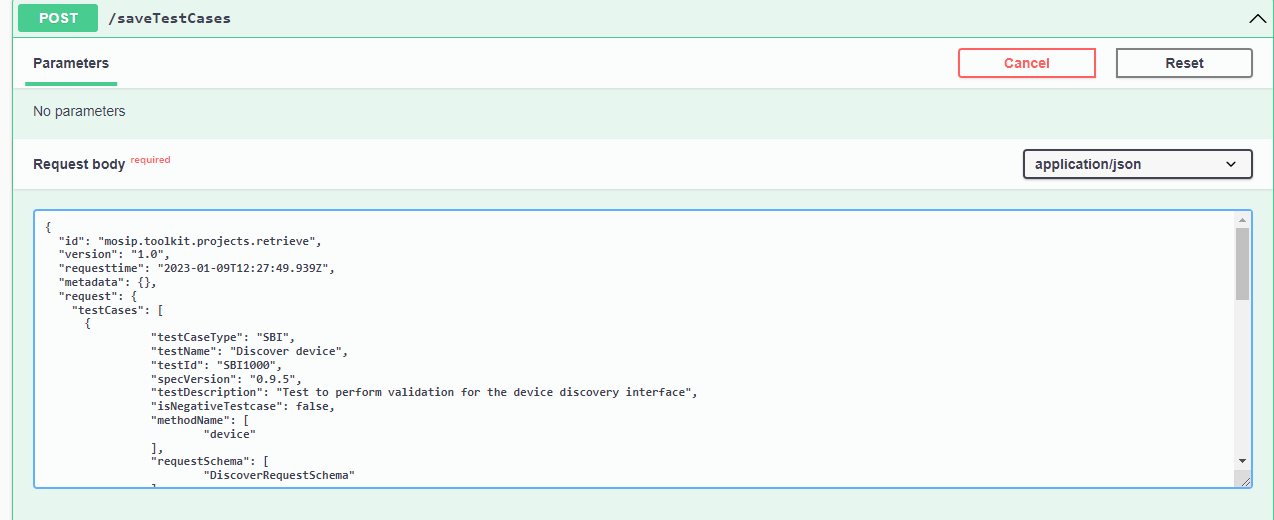 POST /saveTestCases
Parameters
Cancel
Reset
No parameters
Request body required
application/json
{
  "id": "mosip.toolkit.projects.retrieve",
  "version": "1.0",
  "requesttime": "2023-01-09T12:27:49.939Z",
  "metadata": {},
  "request": {
    "testCases": [
      {
                "testCaseType": "SBI",
                "testName": "Discover device",
                "testId": "SBI1000",
                "specVersion": "0.9.5",
                "testDescription": "Test to perform validation for the device discovery interface",
                "isNegativeTestcase": false,
                "methodName": [
                        "device"
                ],
                "requestSchema": [
                        "DiscoverRequestSchema"